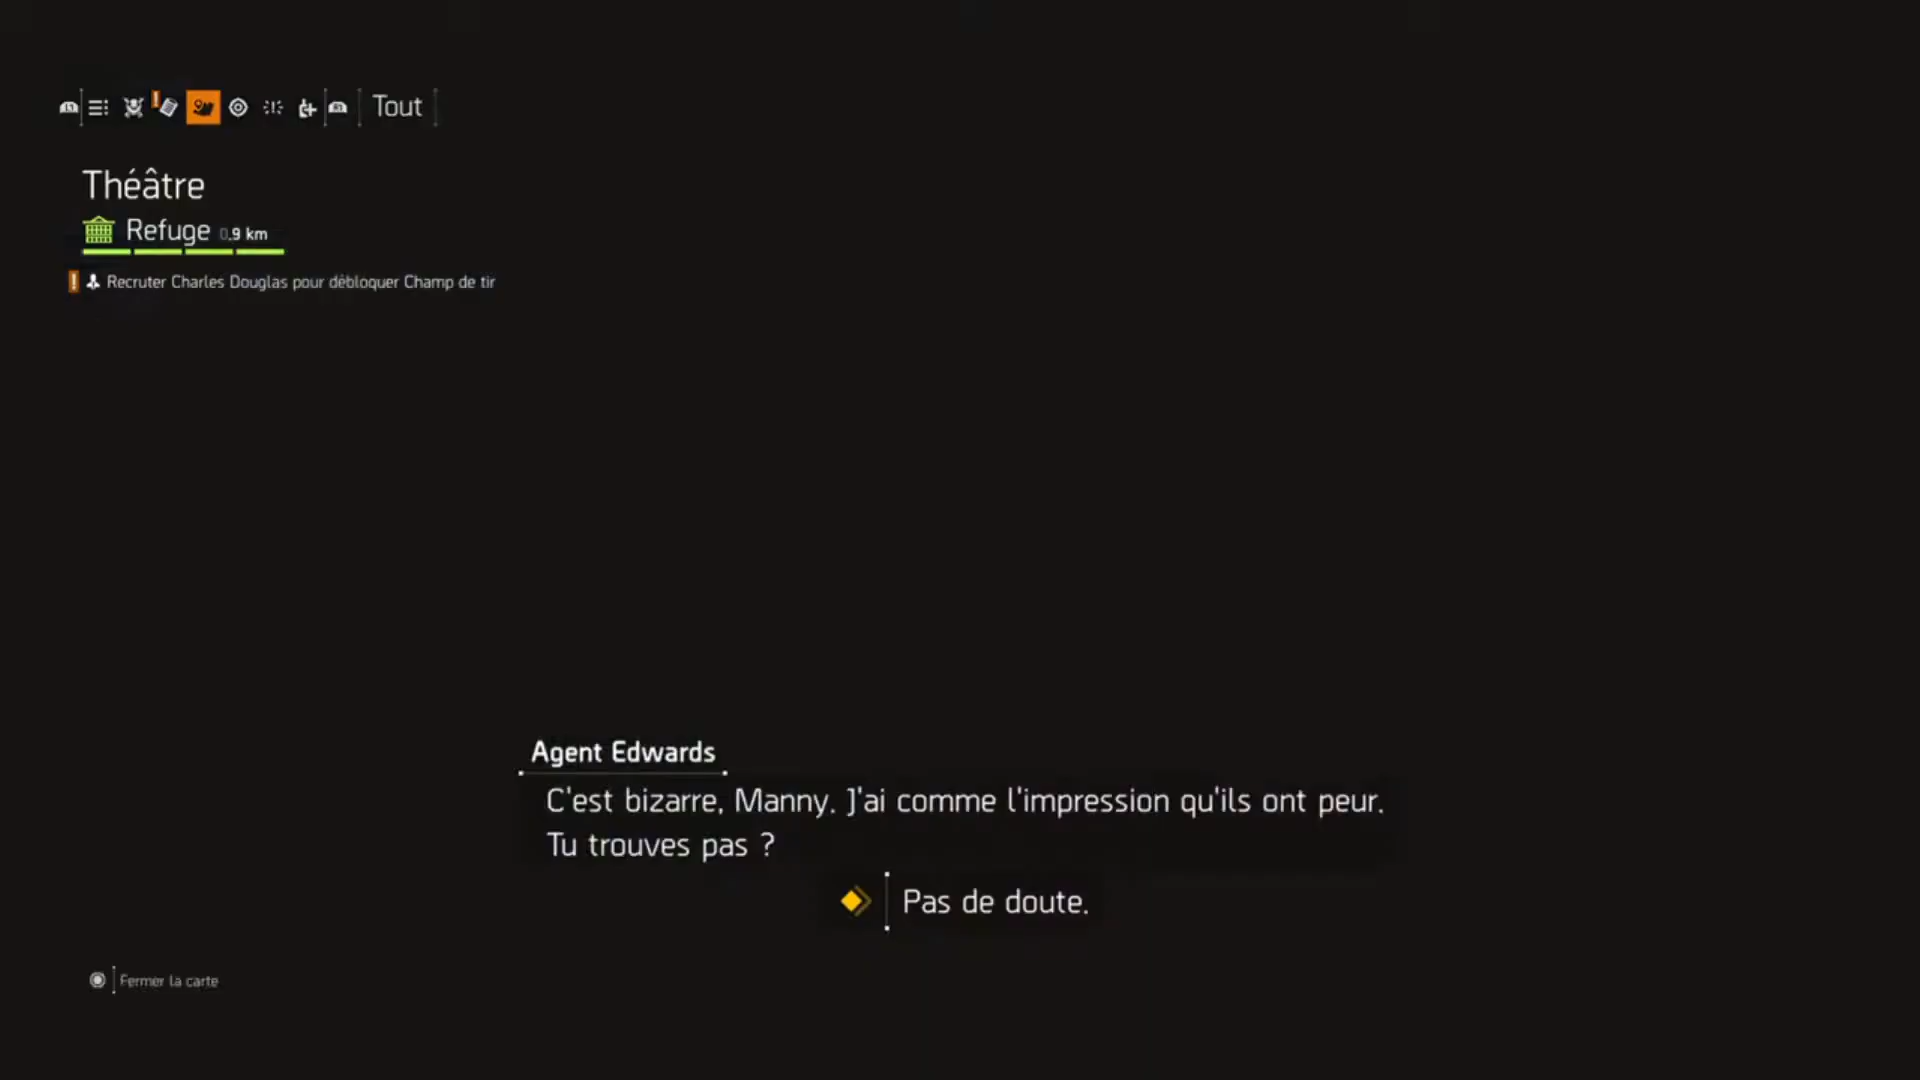 Tout
Théâtre
Refuge 0.9 km
! Recruter Charles Douglas pour débloquer Champ de tir
Agent Edwards
C'est bizarre, Manny. J'ai comme l'impression qu'ils ont peur.
Tu trouves pas ?
Pas de doute.
Fermer la carte